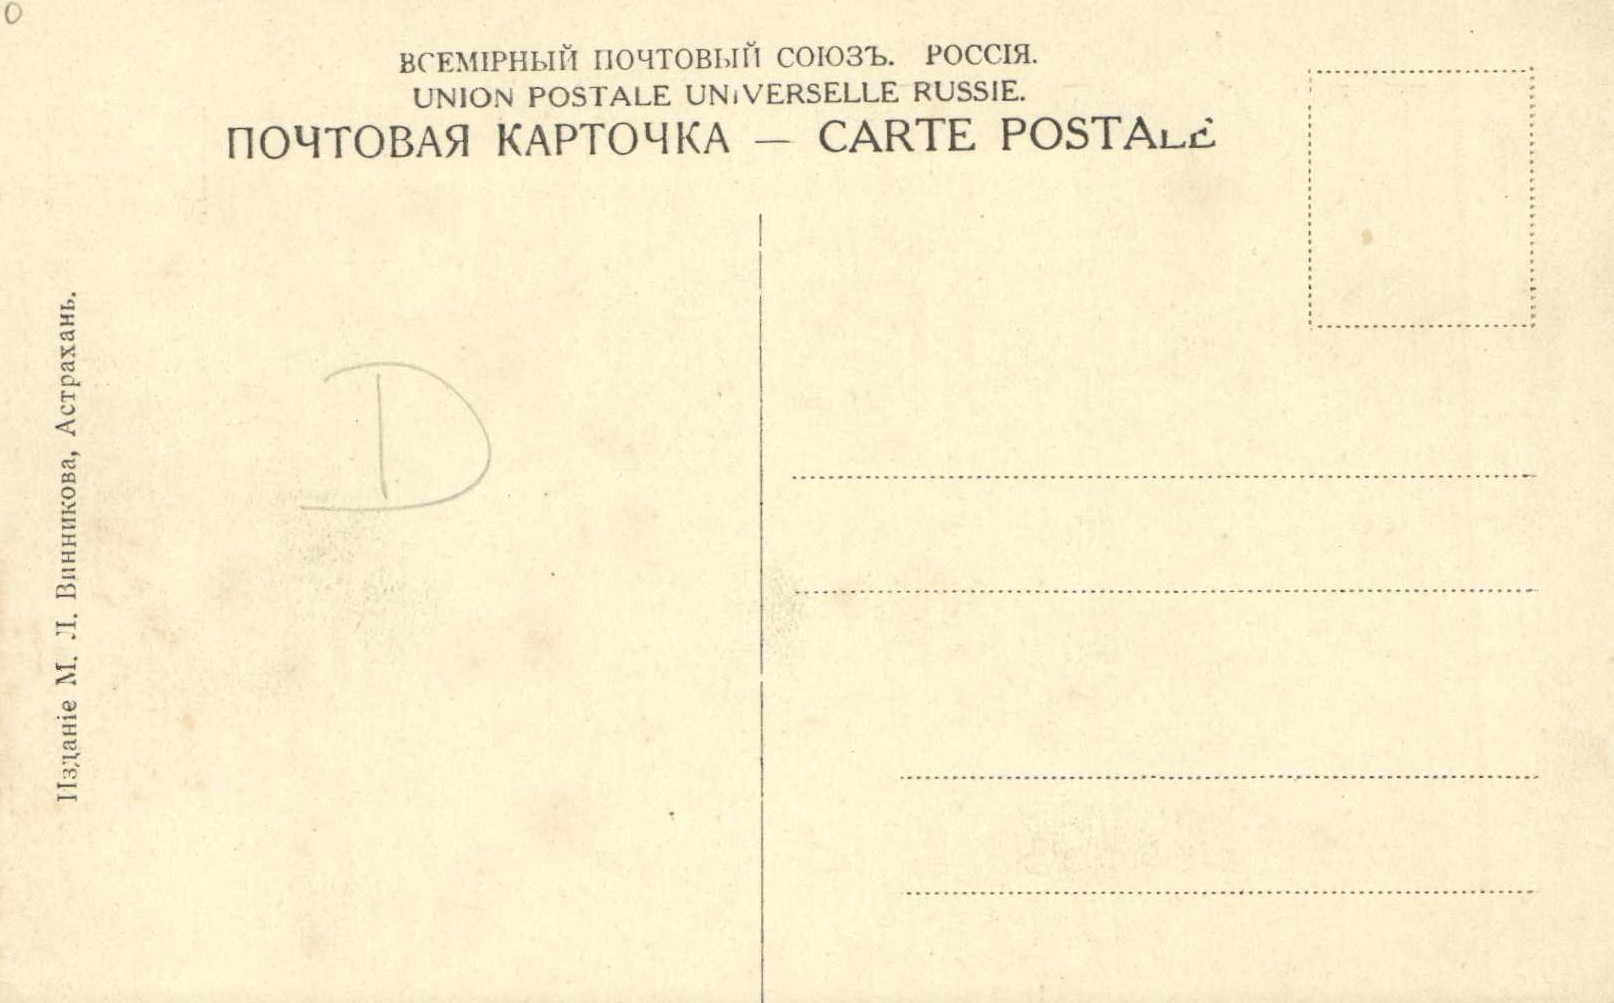 ВСЕМІРНЫЙ ПОЧТОВЫЙ СОЮЗЪ. РОССІЯ.
UNION POSTALE UNIVERSELLE RUSSIE.
ПОЧТОВАЯ КАРТОЧКА — CARTE POSTALE
Изданіе М. Л. Винникова, Астрахань.
D